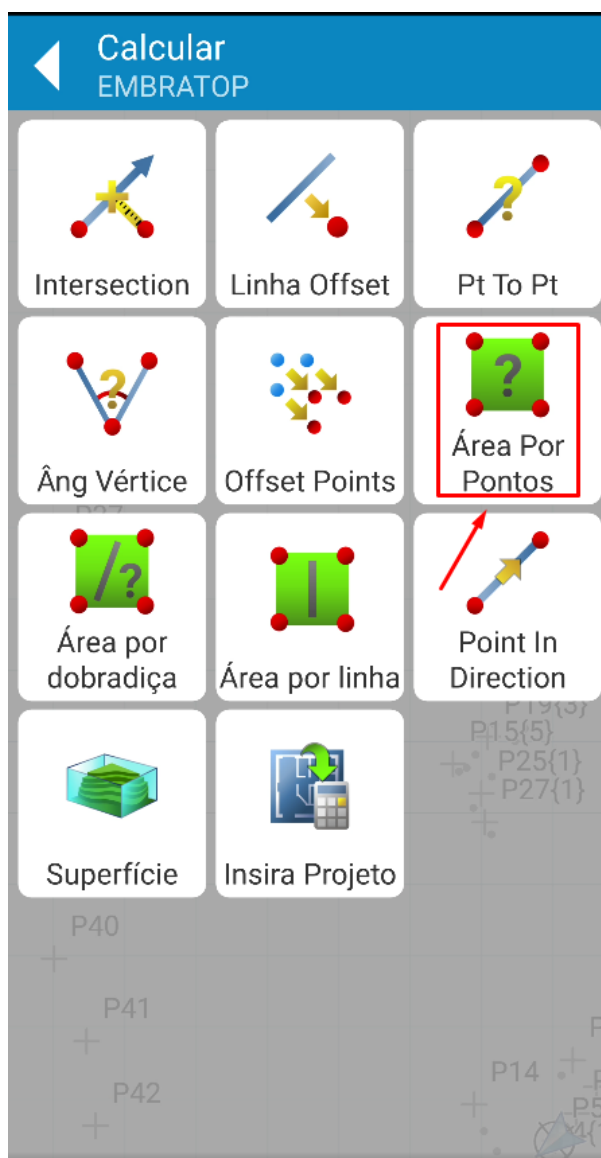 Calcular
EMBRATOP
Intersection
Linha Offset
Pt To Pt
Âng Vértice
Offset Points
Área Por
Pontos
Área por
dobradiça
Área por linha
Point In
Direction
P19{3}
P15{5}
P25{1}
P27{1}
Superfície
Insira Projeto
P40
P41
P42
P14